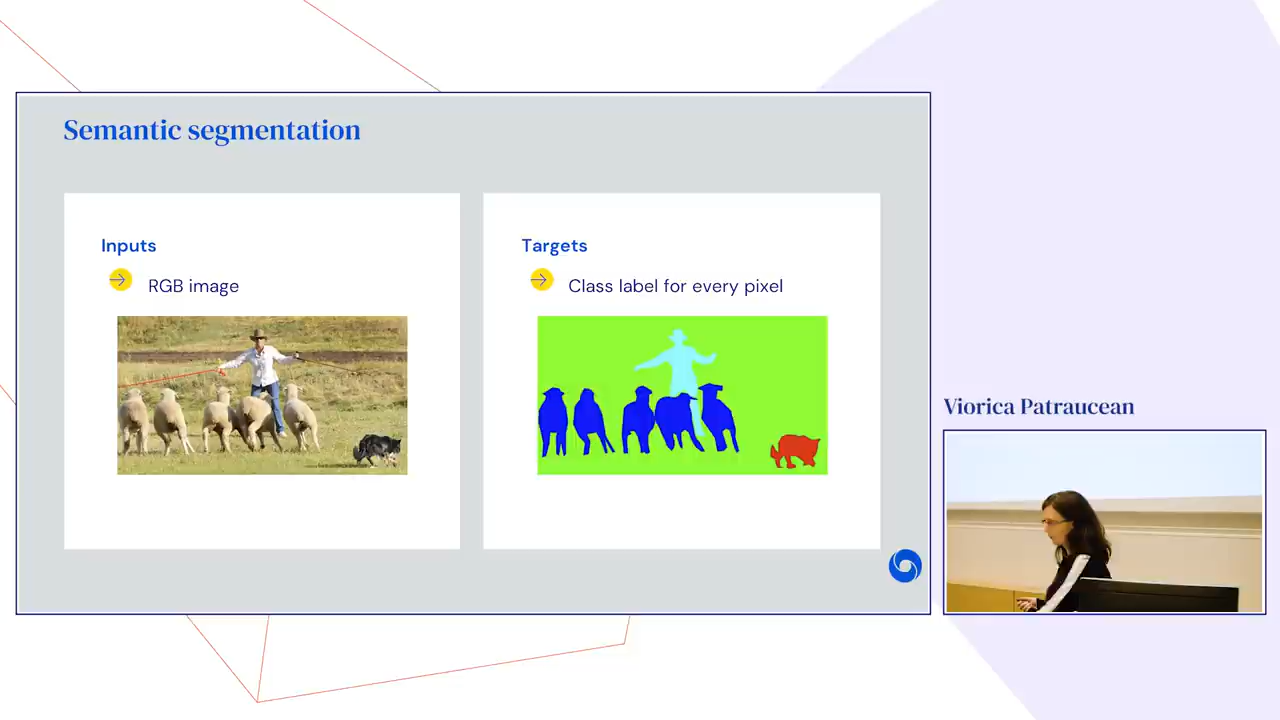 Semantic segmentation
Inputs
RGB image
Targets
Class label for every pixel
Viorica Patraucean